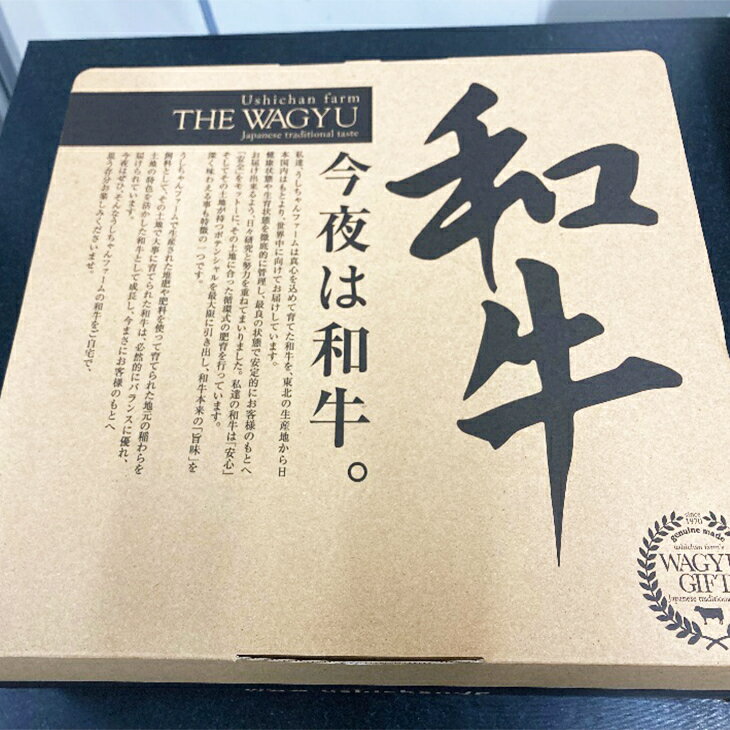 和牛
Ushichan farm
THE WAGYU
Japanese traditional taste
今夜は和牛。
私達、うしちゃんファームは真心を込めて育てた和牛を、東北の生産地から日
本国内はもとより、世界中に向けてお届けしています。
健康状態や生育状態を徹底的に管理し、最良の状態で安定的にお客様のもとへ
お届け出来るよう、日々研究と努力を重ねてまいりました。私達の和牛は「安心」
「安全」をモットーに、その土地に合った循環式の肥育を行っています。
そしてその土地が持つポテンシャルを最大限に引き出し、和牛本来の「旨味」を
深く味わえる事も特徴の一つです。
うしちゃんファームで生産された堆肥や肥料を使って育てられた地元の稲わらを
飼料として、その土地で大事に育てられた和牛は、必然的にバランスに優れ、
土地の特色を活かした和牛として成長し、今まさにお客様のもとへ
届けられています。
今夜はぜひ、そんなうしちゃんファームの和牛をご自宅で、
思う存分お楽しみくださいませ。
since
1970
genuine made
ushichan farm's
WAGYU
GIFT
Japanese traditional